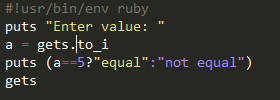 #!usr/bin/env ruby
puts "Enter value: "
a = gets.to_i
puts (a==5?"equal":"not equal")
gets